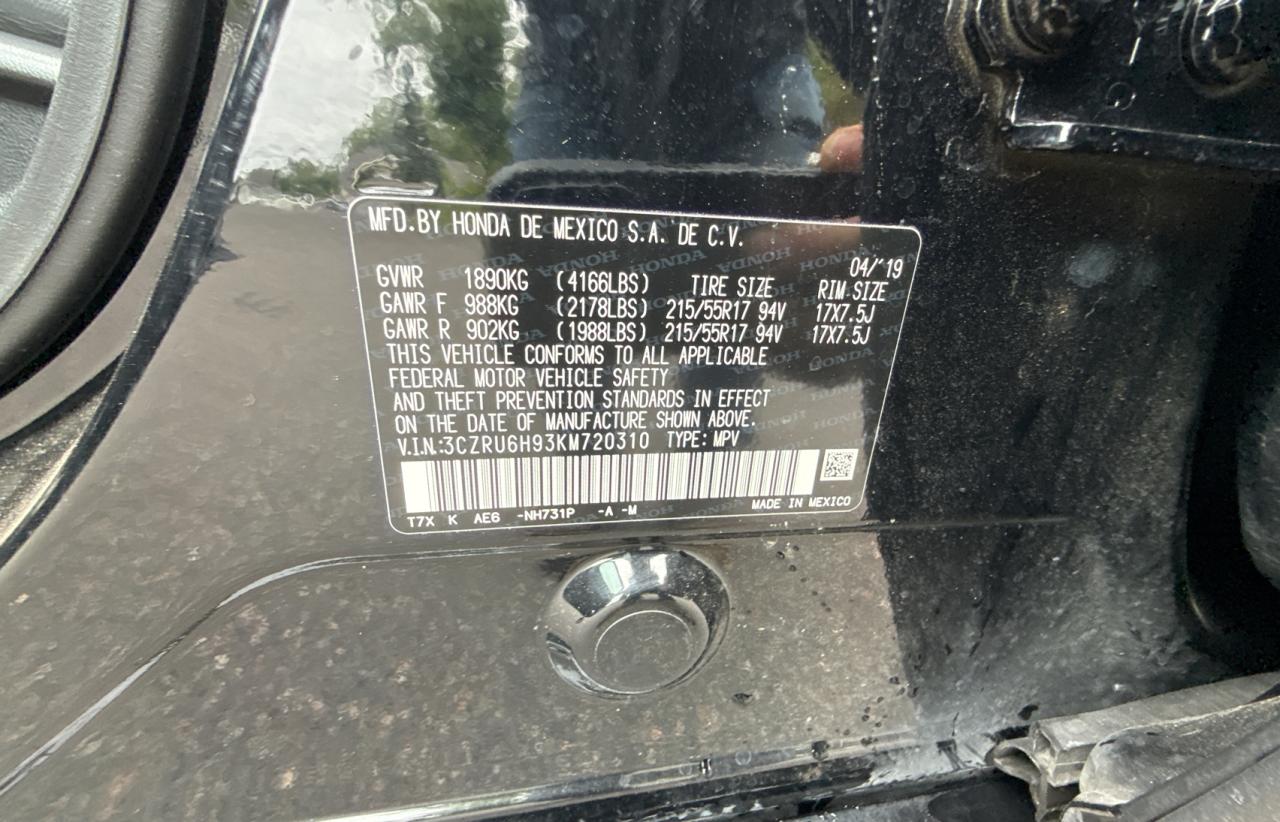 MFD.BY HONDA DE MEXICO S.A. DE C.V.
04/'19
GVWR 1890KG (4166LBS) TIRE SIZE RIM SIZE
GAWR F 988KG (2178LBS) 215/55R17 94V 17X7.5J
GAWR R 902KG (1988LBS) 215/55R17 94V 17X7.5J
THIS VEHICLE CONFORMS TO ALL APPLICABLE
FEDERAL MOTOR VEHICLE SAFETY
AND THEFT PREVENTION STANDARDS IN EFFECT
ON THE DATE OF MANUFACTURE SHOWN ABOVE.
V.I.N.:3CZRU6H93KM720310 TYPE: MPV
T7X K AE6 -NH731P -A -M MADE IN MEXICO